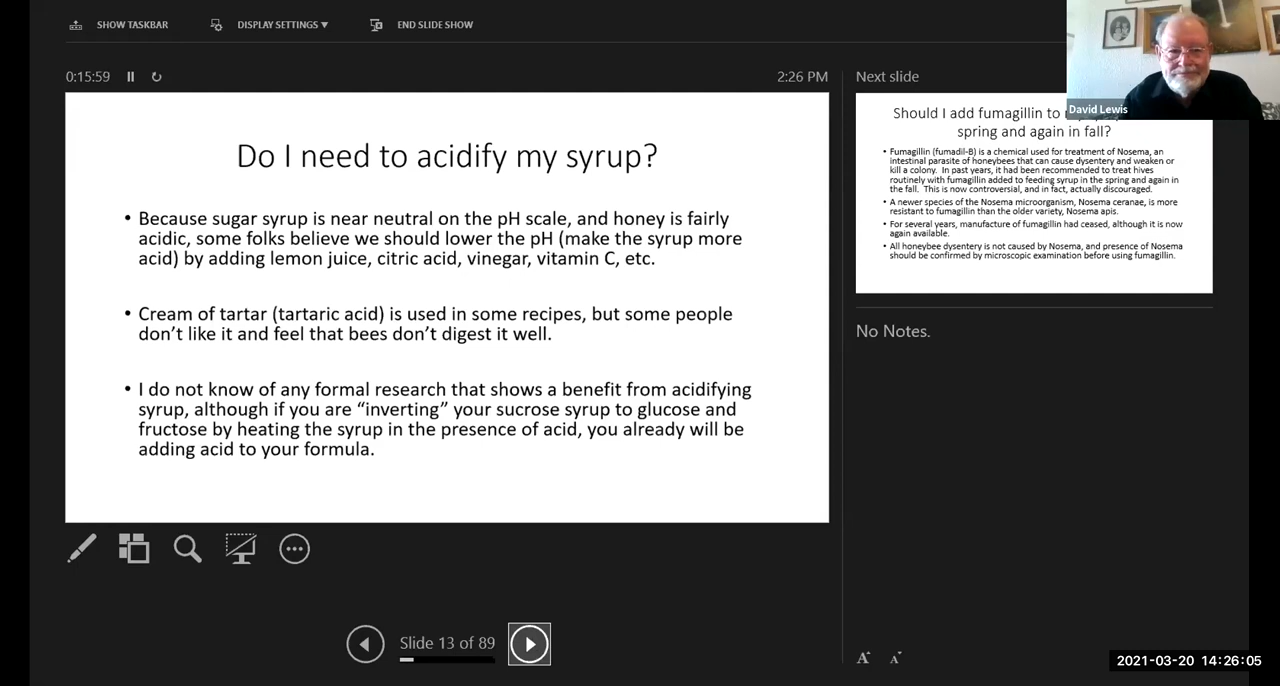 SHOW TASKBAR
DISPLAY SETTINGS ▼
END SLIDE SHOW
0:15:59
2:26 PM
Do I need to acidify my syrup?
• Because sugar syrup is near neutral on the pH scale, and honey is fairly
acidic, some folks believe we should lower the pH (make the syrup more
acid) by adding lemon juice, citric acid, vinegar, vitamin C, etc.
• Cream of tartar (tartaric acid) is used in some recipes, but some people
don’t like it and feel that bees don’t digest it well.
• I do not know of any formal research that shows a benefit from acidifying
syrup, although if you are “inverting” your sucrose syrup to glucose and
fructose by heating the syrup in the presence of acid, you already will be
adding acid to your formula.
Slide 13 of 89
Next slide
David Lewis
Should I add fumagillin to
spring and again in fall?
• Fumagillin (fumadil-B) is a chemical used for treatment of Nosema, an
intestinal parasite of honeybees that can cause dysentery and weaken or
kill a colony. In past years, it had been recommended to treat hives
routinely with fumagillin added to feeding syrup in the spring and again in
the fall. This is now controversial, and in fact, actually discouraged.
• A newer species of the Nosema microorganism, Nosema ceranae, is more
resistant to fumagillin than the older variety, Nosema apis.
• For several years, manufacture of fumagillin had ceased, although it is now
again available.
• All honeybee dysentery is not caused by Nosema, and presence of Nosema
should be confirmed by microscopic examination before using fumagillin.
No Notes.
A A
2021-03-20 14:26:05